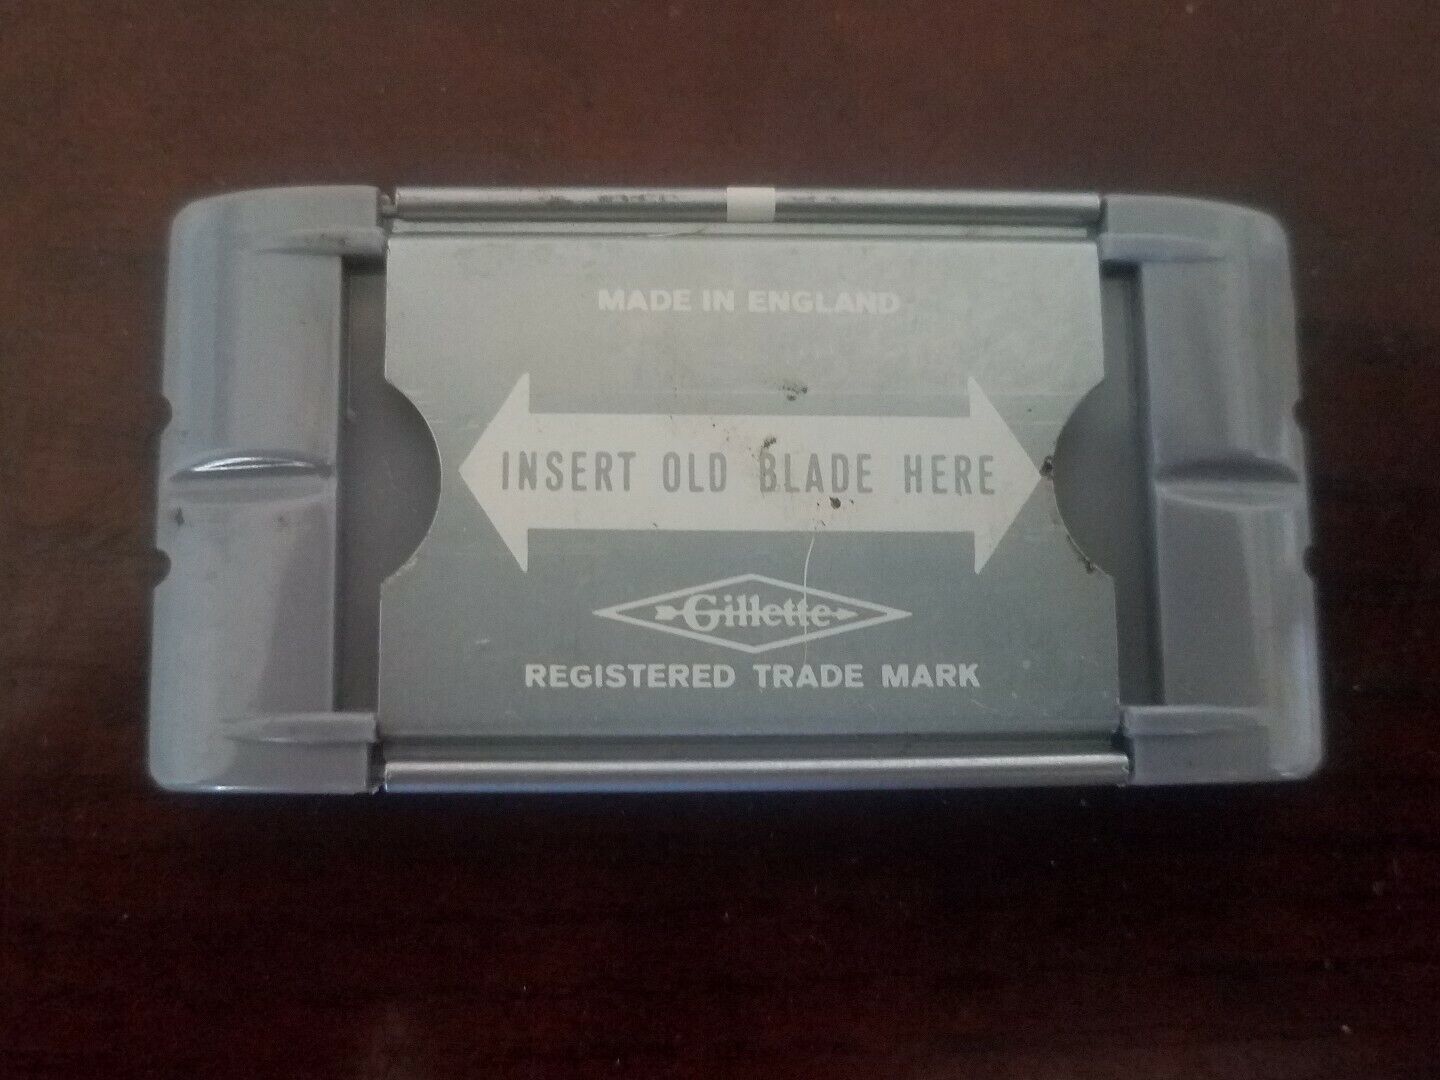 MADE IN ENGLAND
INSERT OLD BLADE HERE
Gillette
REGISTERED TRADE MARK